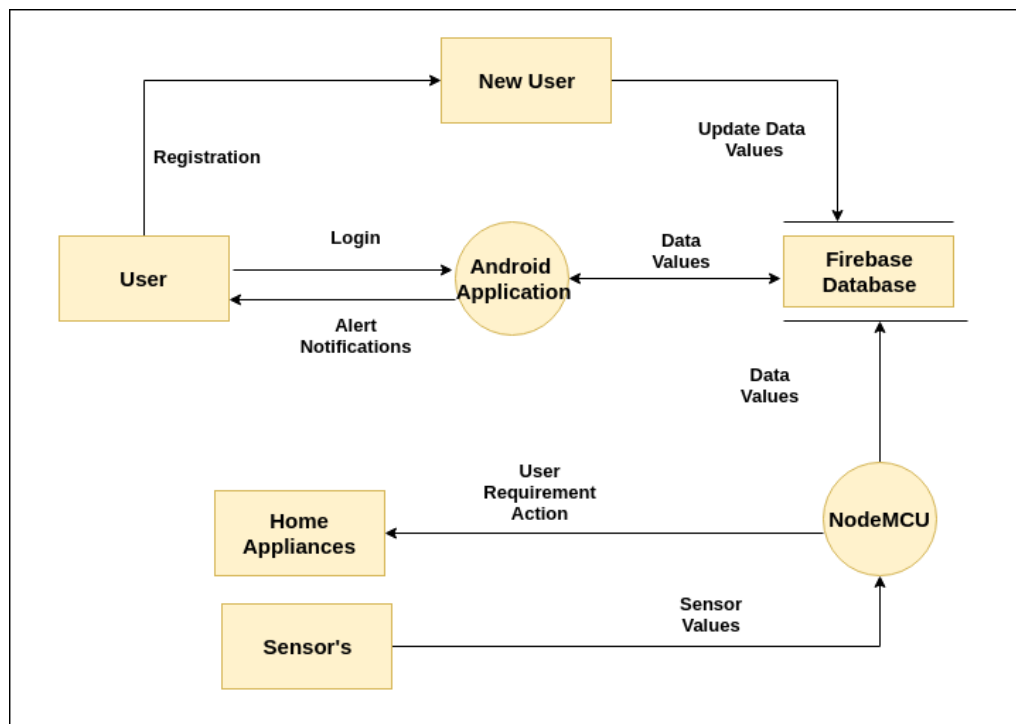 New User
Update Data
Values
Registration
User
Login
Alert
Notifications
Android
Application
Data
Values
Firebase
Database
Data
Values
User
Requirement
Action
Home
Appliances
NodeMCU
Sensor's
Sensor
Values